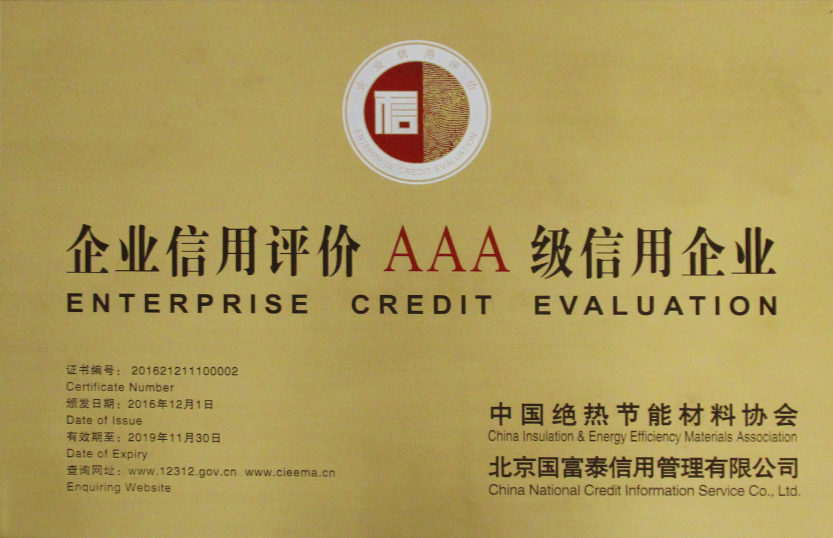 企业信用评价
信
ENTERPRISE CREDIT EVALUATION
企业信用评价 AAA 级信用企业
ENTERPRISE CREDIT EVALUATION
证书编号： 201621211100002
Certificate Number
颁发日期：2016年12月1日
Date of Issue
有效期至：2019年11月30日
Date of Expiry
查询网址：www.12312.gov.cn www.cieema.cn
Enquiring Website
中国绝热节能材料协会
China Insulation & Energy Efficiency Materials Association
北京国富泰信用管理有限公司
China National Credit Information Service Co., Ltd.